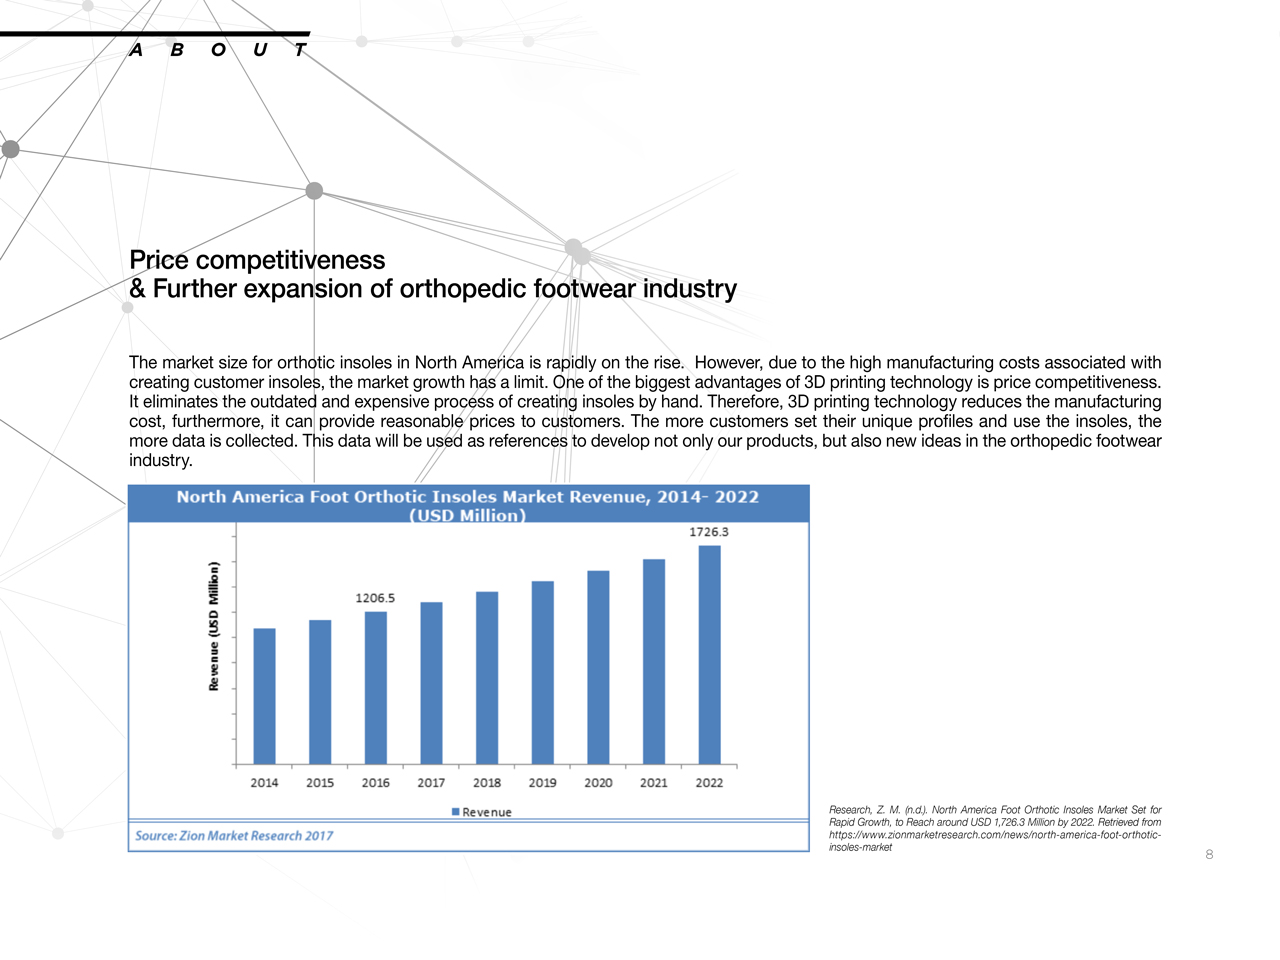 A B O U T
Price competitiveness
& Further expansion of orthopedic footwear industry
The market size for orthotic insoles in North America is rapidly on the rise.  However, due to the high manufacturing costs associated with
creating customer insoles, the market growth has a limit. One of the biggest advantages of 3D printing technology is price competitiveness.
It eliminates the outdated and expensive process of creating insoles by hand. Therefore, 3D printing technology reduces the manufacturing
cost, furthermore, it can provide reasonable prices to customers. The more customers set their unique profiles and use the insoles, the
more data is collected. This data will be used as references to develop not only our products, but also new ideas in the orthopedic footwear
industry.
North America Foot Orthotic Insoles Market Revenue, 2014- 2022
(USD Million)
1726.3
1206.5
Revenue (USD Million)
2014 2015 2016 2017 2018 2019 2020 2021 2022
Revenue
Source: Zion Market Research 2017
Research, Z. M. (n.d.). North America Foot Orthotic Insoles Market Set for
Rapid Growth, to Reach around USD 1,726.3 Million by 2022. Retrieved from
https://www.zionmarketresearch.com/news/north-america-foot-orthotic-
insoles-market
8